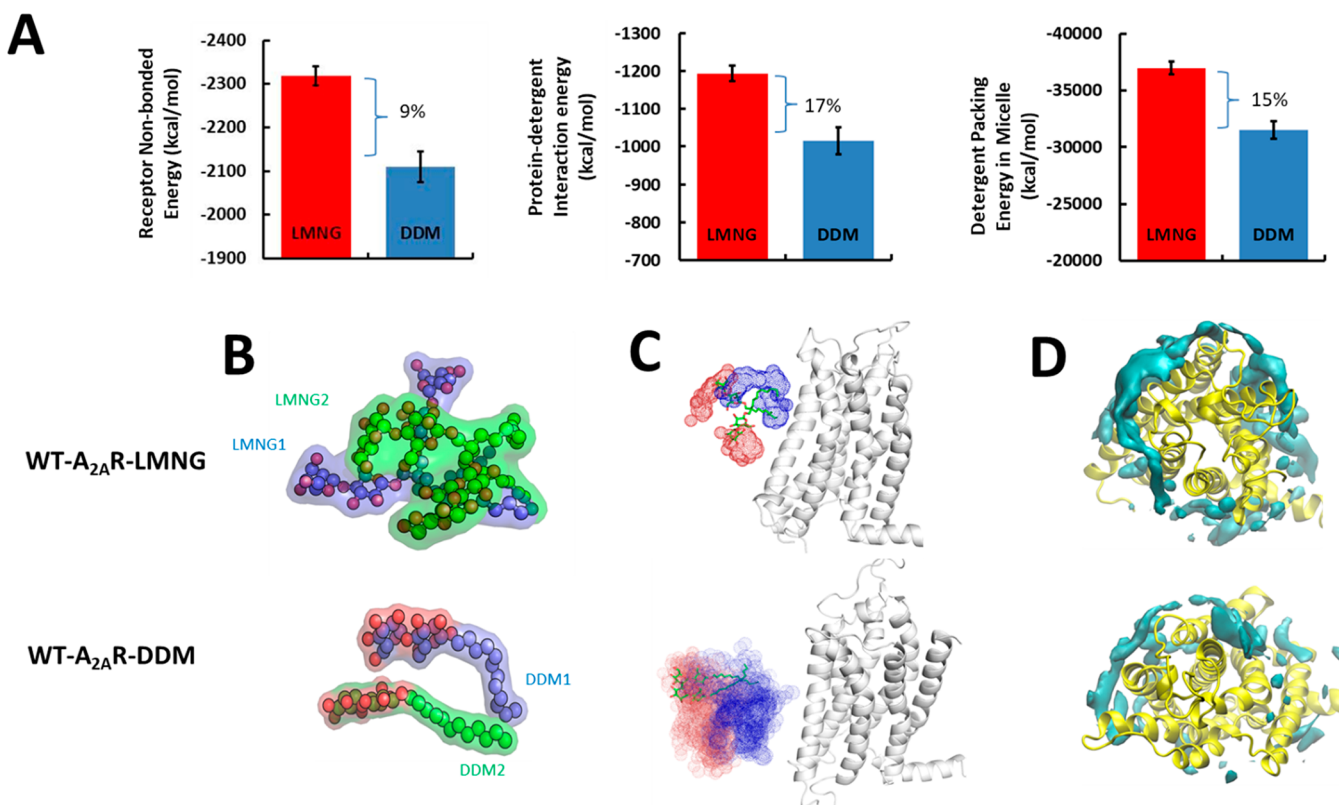 A
Receptor Non-bonded
Energy (kcal/mol)
-2400
-2300
-2200
-2100
-2000
-1900
9%
LMNG
DDM
Protein-detergent
Interaction energy
(kcal/mol)
-1300
-1200
-1100
-1000
-900
-800
-700
17%
LMNG
DDM
Detergent Packing
Energy in Micelle
(kcal/mol)
-40000
-35000
-30000
-25000
-20000
15%
LMNG
DDM
B
C
D
LMNG2
LMNG1
WT-A2AR-LMNG
WT-A2AR-DDM
DDM1
DDM2